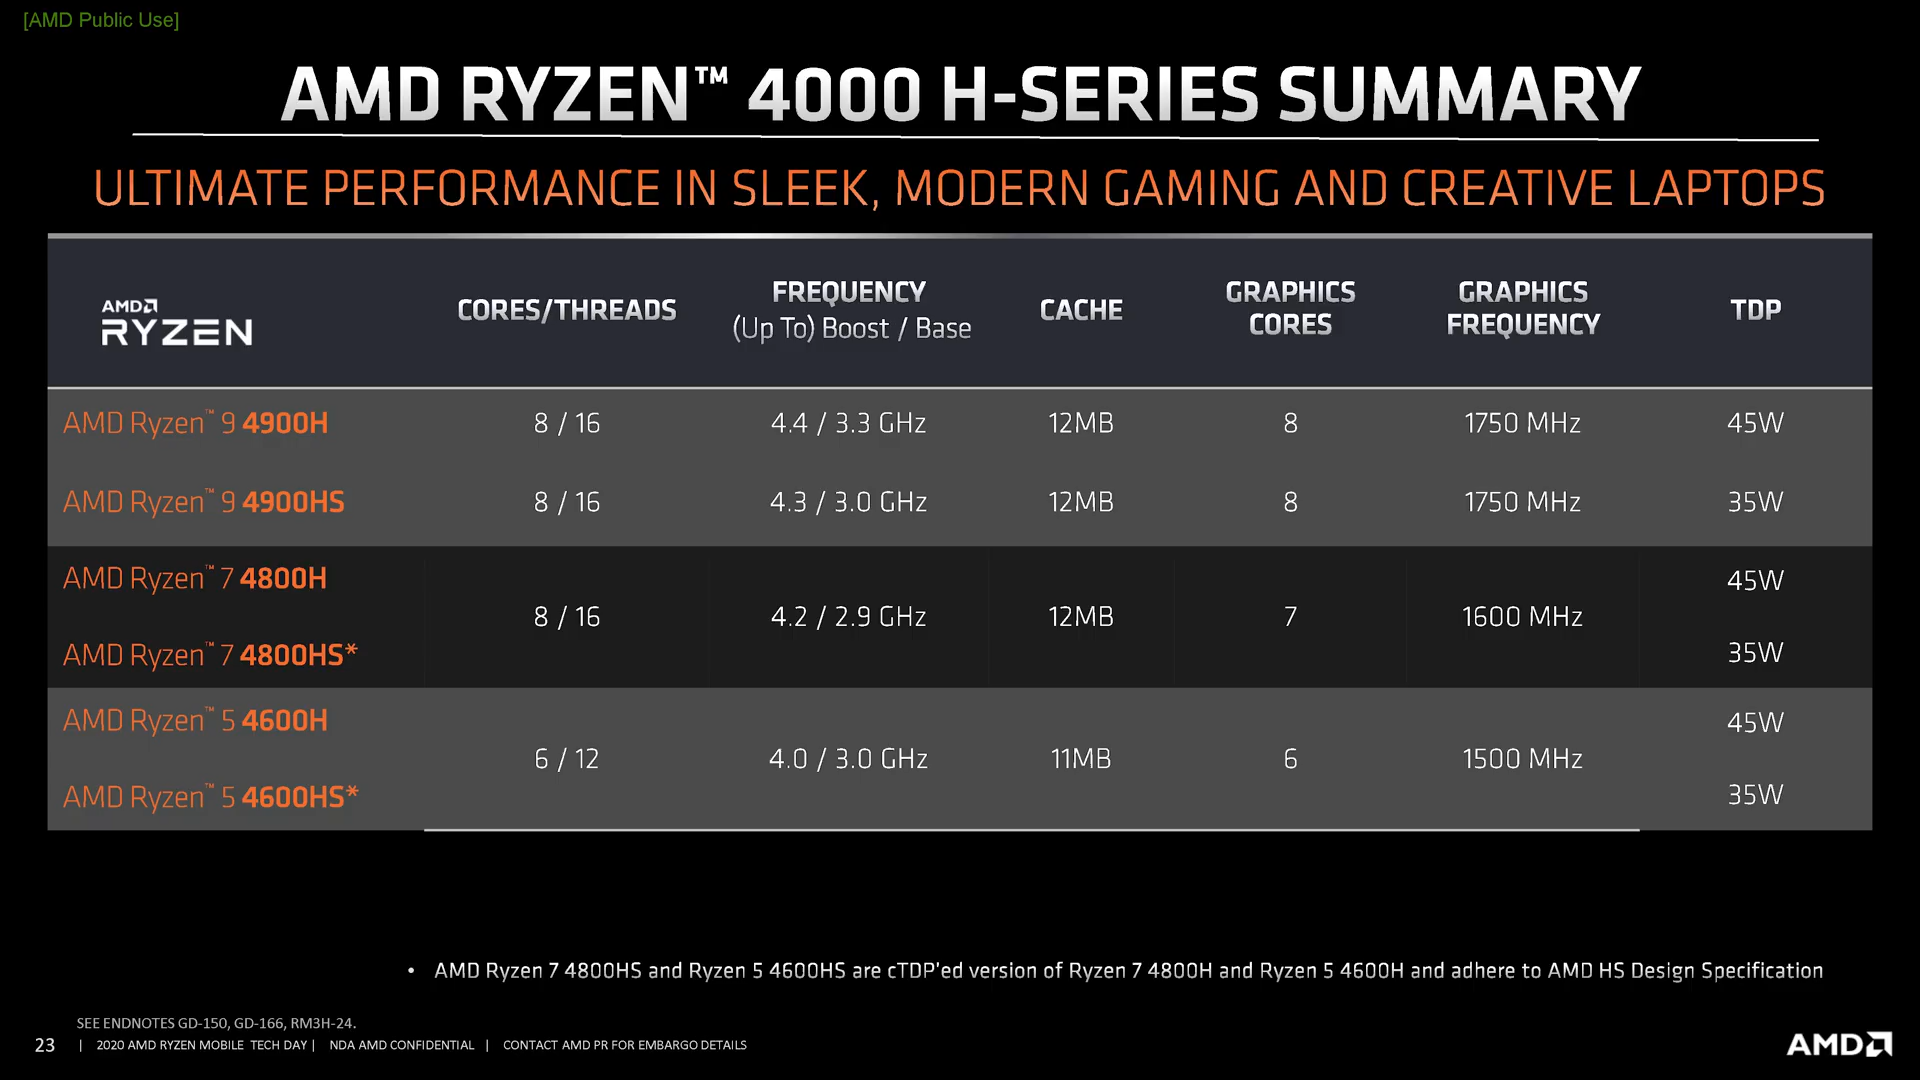 [AMD Public Use]
AMD RYZEN™ 4000 H-SERIES SUMMARY
ULTIMATE PERFORMANCE IN SLEEK, MODERN GAMING AND CREATIVE LAPTOPS
AMD RYZEN
CORES/THREADS
FREQUENCY
(Up To) Boost / Base
CACHE
GRAPHICS
CORES
GRAPHICS
FREQUENCY
TDP
AMD Ryzen™ 9 4900H 8 / 16 4.4 / 3.3 GHz 12MB 8 1750 MHz 45W
AMD Ryzen™ 9 4900HS 8 / 16 4.3 / 3.0 GHz 12MB 8 1750 MHz 35W
AMD Ryzen™ 7 4800H 45W
8 / 16 4.2 / 2.9 GHz 12MB 7 1600 MHz
AMD Ryzen™ 7 4800HS* 35W
AMD Ryzen™ 5 4600H 45W
6 / 12 4.0 / 3.0 GHz 11MB 6 1500 MHz
AMD Ryzen™ 5 4600HS* 35W
• AMD Ryzen 7 4800HS and Ryzen 5 4600HS are cTDP'ed version of Ryzen 7 4800H and Ryzen 5 4600H and adhere to AMD HS Design Specification
SEE ENDNOTES GD-150, GD-166, RM3H-24.
23 | 2020 AMD RYZEN MOBILE TECH DAY | NDA AMD CONFIDENTIAL | CONTACT AMD PR FOR EMBARGO DETAILS
AMD